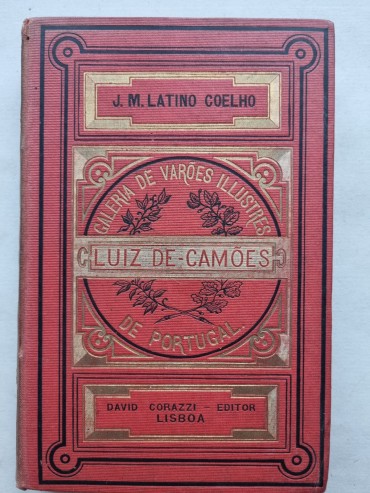 J. M. LATINO COELHO
GALERIA DE VARÕES ILLUSTRES
LUIZ DE-CAMÕES
DE PORTUGAL.
DAVID CORAZZI - EDITOR
LISBOA